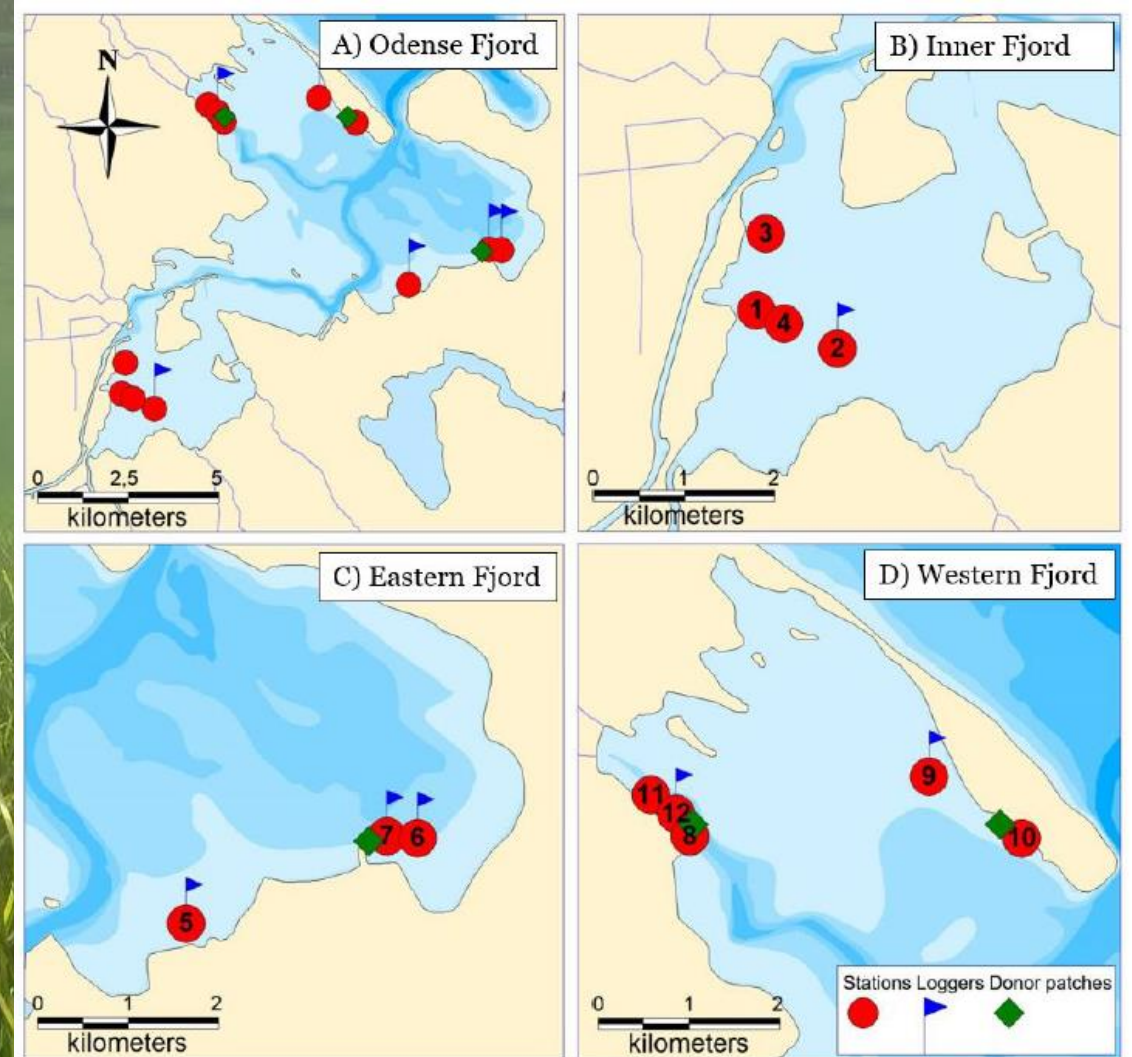 A) Odense Fjord
N
0 2,5 5
kilometers
B) Inner Fjord
3
1
4
2
0 1 2
kilometers
C) Eastern Fjord
7 6
5
0 1 2
kilometers
D) Western Fjord
9
11
12
8
10
0 1 2
kilometers
Stations Loggers Donor patches